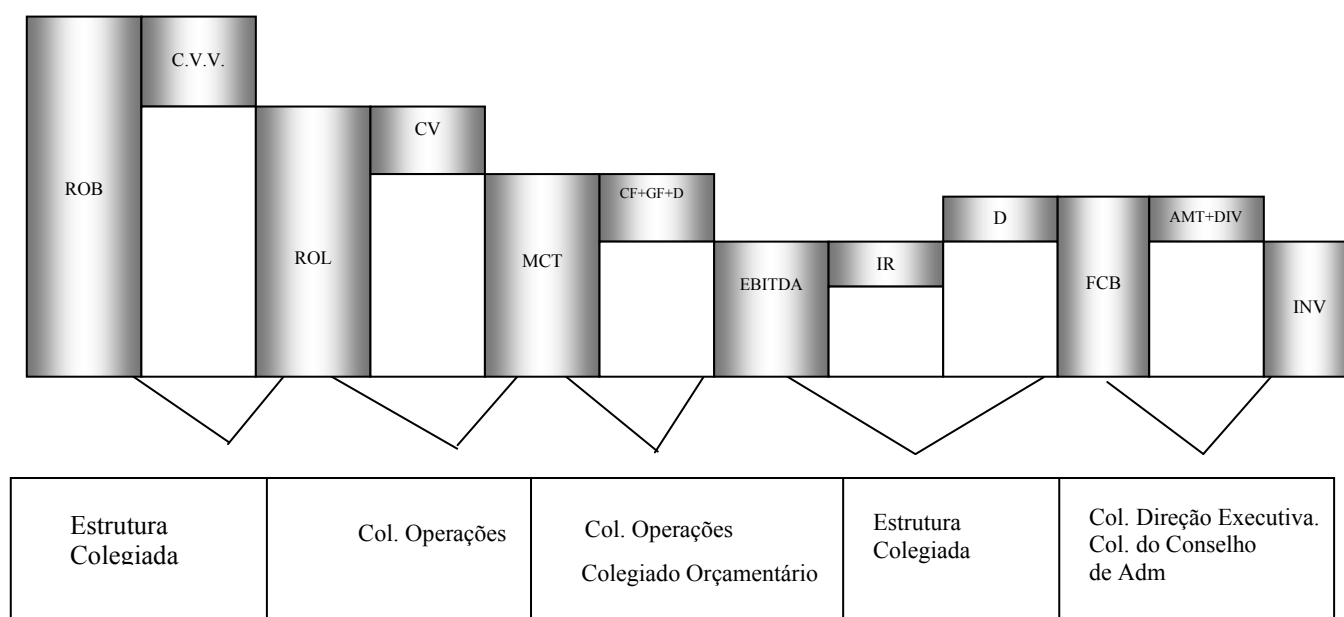 C.V.V.
CV
ROB
CF+GF+D
D
AMT+DIV
ROL
MCT
EBITDA
IR
FCB
INV
Estrutura
Colegiada
Col. Operações
Col. Operações
Colegiado Orçamentário
Estrutura
Colegiada
Col. Direção Executiva.
Col. do Conselho
de Adm